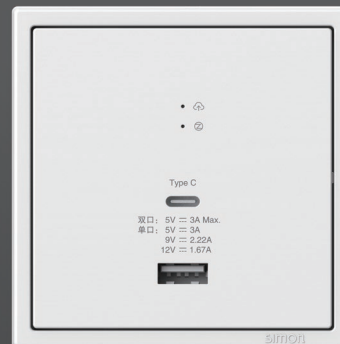 Type C
双口： 5V ⎓ 3A Max.
单口： 5V ⎓ 3A
9V ⎓ 2.22A
12V ⎓ 1.67A
simon